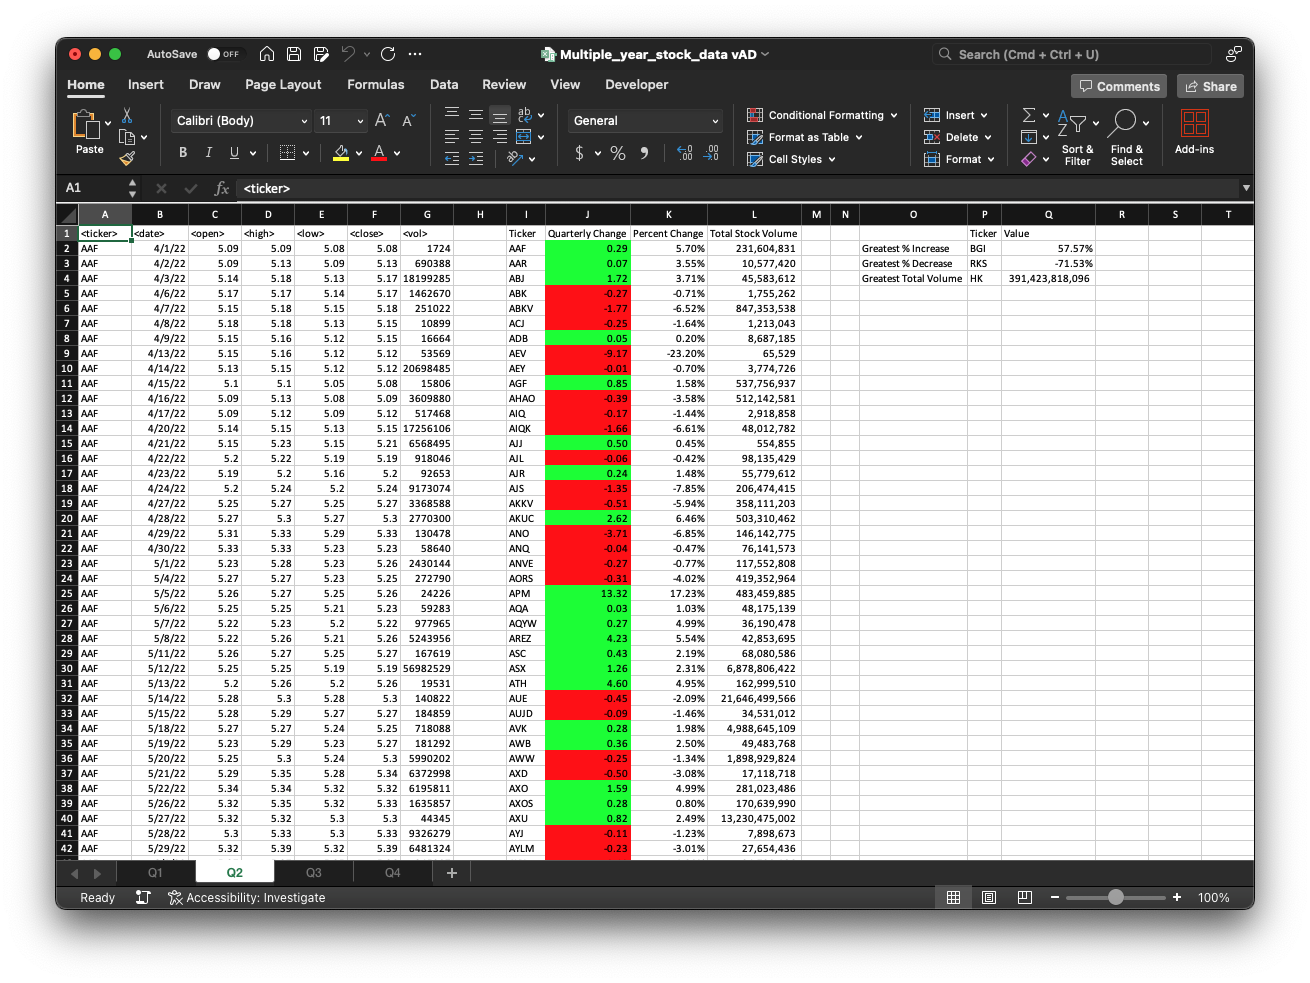 AutoSave OFF Multiple_year_stock_data vAD Search (Cmd + Ctrl + U)
Home Insert Draw Page Layout Formulas Data Review View Developer Comments Share
Paste Calibri (Body) 11 A A ab General Conditional Formatting Insert
B I U A $ % Format as Table Delete Sort & Filter Find & Select Add-ins
Cell Styles Format
A1 fx <ticker>
A B C D E F G H I J K L M N O P Q R S T
1 <ticker> <date> <open> <high> <low> <close> <vol> Ticker Quarterly Change Percent Change Total Stock Volume Ticker Value
2 AAF 4/1/22 5.09 5.09 5.08 5.08 1724 AAF 0.29 5.70% 231,604,831 Greatest % Increase BGI 57.57%
3 AAF 4/2/22 5.09 5.13 5.09 5.13 690388 AAR 0.07 3.55% 10,577,420 Greatest % Decrease RKS -71.53%
4 AAF 4/3/22 5.14 5.18 5.13 5.17 18199285 ABJ 1.72 3.71% 45,583,612 Greatest Total Volume HK 391,423,818,096
5 AAF 4/6/22 5.17 5.17 5.14 5.17 1462670 ABK -0.27 -0.71% 1,755,262
6 AAF 4/7/22 5.15 5.18 5.15 5.18 251022 ABKV -1.77 -6.52% 847,353,538
7 AAF 4/8/22 5.18 5.18 5.13 5.15 10899 ACJ -0.25 -1.64% 1,213,043
8 AAF 4/9/22 5.15 5.16 5.12 5.15 16664 ADB 0.05 0.20% 8,687,185
9 AAF 4/13/22 5.15 5.16 5.12 5.12 53569 AEV -9.17 -23.20% 65,529
10 AAF 4/14/22 5.13 5.15 5.12 5.12 20698485 AEY -0.01 -0.70% 3,774,726
11 AAF 4/15/22 5.1 5.1 5.05 5.08 15806 AGF 0.85 1.58% 537,756,937
12 AAF 4/16/22 5.09 5.13 5.08 5.09 3609880 AHAO -0.39 -3.58% 512,142,581
13 AAF 4/17/22 5.09 5.12 5.09 5.12 517468 AIQ -0.17 -1.44% 2,918,858
14 AAF 4/20/22 5.14 5.15 5.13 5.15 17256106 AIQK -1.66 -6.61% 48,012,782
15 AAF 4/21/22 5.15 5.23 5.15 5.21 6568495 AJJ 0.50 0.45% 554,855
16 AAF 4/22/22 5.2 5.22 5.19 5.19 918046 AJL -0.06 -0.42% 98,135,429
17 AAF 4/23/22 5.19 5.2 5.16 5.2 92653 AJR 0.24 1.48% 55,779,612
18 AAF 4/24/22 5.2 5.24 5.2 5.24 9173074 AJS -1.35 -7.85% 206,474,415
19 AAF 4/27/22 5.25 5.27 5.25 5.27 3368588 AKKV -0.51 -5.94% 358,111,203
20 AAF 4/28/22 5.27 5.3 5.27 5.3 2770300 AKUC 2.62 6.46% 503,310,462
21 AAF 4/29/22 5.31 5.33 5.29 5.33 130478 ANO -3.71 -6.85% 146,142,775
22 AAF 4/30/22 5.33 5.33 5.23 5.23 58640 ANQ -0.04 -0.47% 76,141,573
23 AAF 5/1/22 5.23 5.28 5.23 5.26 2430144 ANVE -0.27 -0.77% 117,552,808
24 AAF 5/4/22 5.27 5.27 5.23 5.25 272790 AORS -0.31 -4.02% 419,352,964
25 AAF 5/5/22 5.26 5.27 5.25 5.26 24226 APM 13.32 17.23% 483,459,885
26 AAF 5/6/22 5.25 5.25 5.21 5.23 59283 AQA 0.03 1.03% 48,175,139
27 AAF 5/7/22 5.22 5.23 5.2 5.22 977965 AQYW 0.27 4.99% 36,190,478
28 AAF 5/8/22 5.22 5.26 5.21 5.26 5243956 AREZ 4.23 5.54% 42,853,695
29 AAF 5/11/22 5.26 5.27 5.25 5.27 167619 ASC 0.43 2.19% 68,080,586
30 AAF 5/12/22 5.25 5.25 5.19 5.19 56982529 ASX 1.26 2.31% 6,878,806,422
31 AAF 5/13/22 5.2 5.26 5.2 5.26 19531 ATH 4.60 4.95% 162,999,510
32 AAF 5/14/22 5.28 5.3 5.28 5.3 140822 AUE -0.45 -2.09% 21,646,499,566
33 AAF 5/15/22 5.28 5.29 5.27 5.27 184859 AUJD -0.09 -1.46% 34,531,012
34 AAF 5/18/22 5.27 5.27 5.24 5.25 718088 AVK 0.28 1.98% 4,988,645,109
35 AAF 5/19/22 5.23 5.29 5.23 5.27 181292 AWB 0.36 2.50% 49,483,768
36 AAF 5/20/22 5.25 5.3 5.24 5.3 5990202 AWW -0.25 -1.34% 1,898,929,824
37 AAF 5/21/22 5.29 5.35 5.28 5.34 6372998 AXD -0.50 -3.08% 17,118,718
38 AAF 5/22/22 5.34 5.34 5.32 5.32 6195811 AXO 1.59 4.99% 281,023,486
39 AAF 5/26/22 5.32 5.35 5.32 5.33 1635857 AXOS 0.28 0.80% 170,639,990
40 AAF 5/27/22 5.32 5.32 5.3 5.3 44345 AXU 0.82 2.49% 13,230,475,002
41 AAF 5/28/22 5.3 5.33 5.3 5.33 9326279 AYJ -0.11 -1.23% 7,898,673
42 AAF 5/29/22 5.32 5.39 5.32 5.39 6481324 AYLM -0.23 -3.01% 27,654,436
Q1 Q2 Q3 Q4 +
Ready Accessibility: Investigate 100%